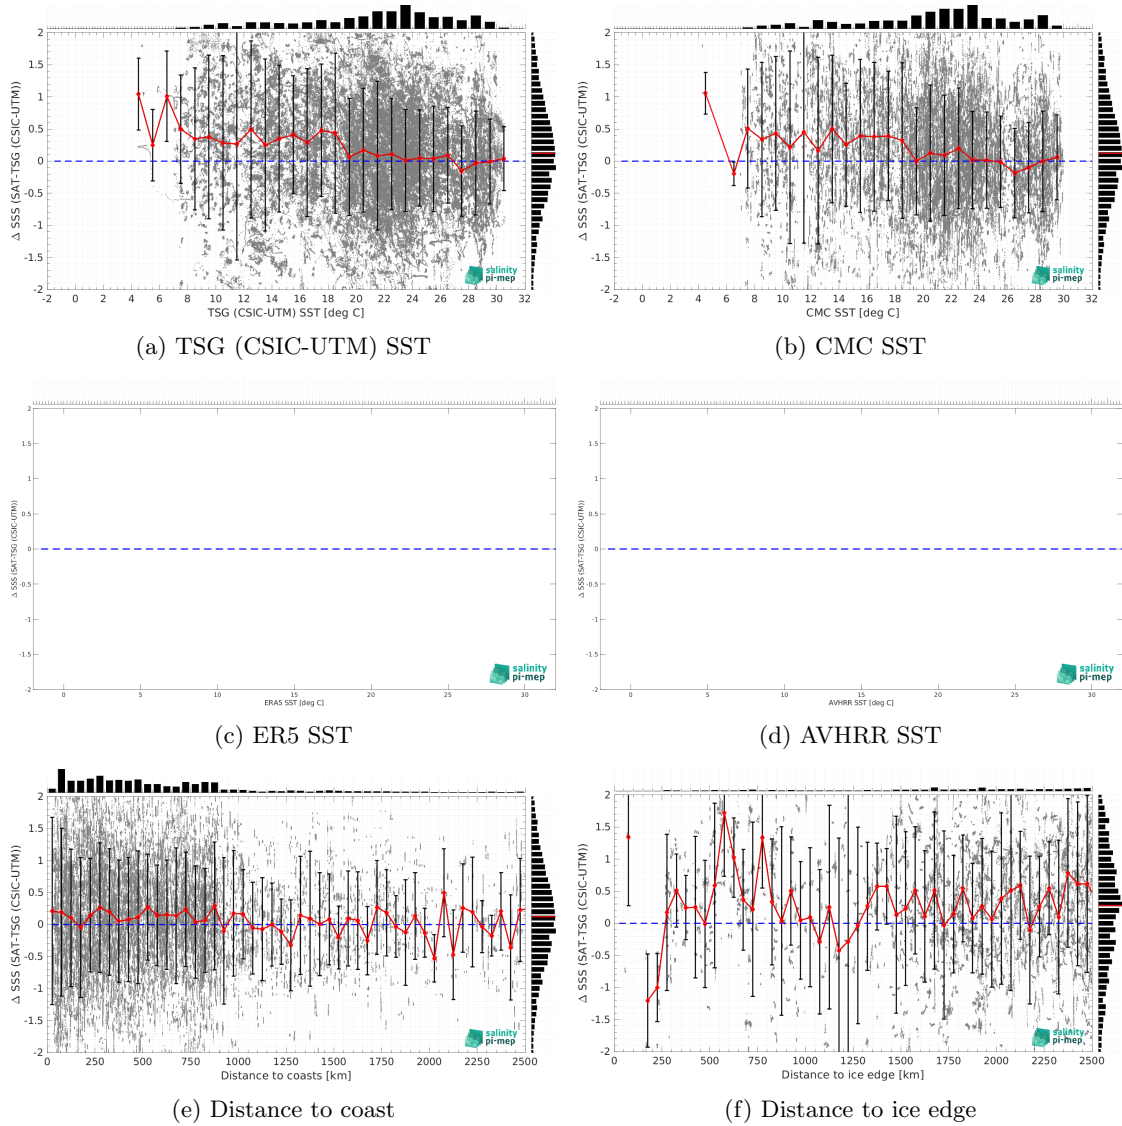 2
1.5
1
0.5
0
-0.5
-1
-1.5
-2
Δ SSS (SAT-TSG (CSIC-UTM))
-2 0 2 4 6 8 10 12 14 16 18 20 22 24 26 28 30 32
TSG (CSIC-UTM) SST [deg C]
salinity
pi-mep
(a) TSG (CSIC-UTM) SST
2
1.5
1
0.5
0
-0.5
-1
-1.5
-2
Δ SSS (SAT-TSG (CSIC-UTM))
-2 0 2 4 6 8 10 12 14 16 18 20 22 24 26 28 30 32
CMC SST [deg C]
salinity
pi-mep
(b) CMC SST
2
1.5
1
0.5
0
-0.5
-1
-1.5
-2
Δ SSS (SAT-TSG (CSIC-UTM))
0 5 10 15 20 25 30
ERA5 SST [deg C]
salinity
pi-mep
(c) ER5 SST
2
1.5
1
0.5
0
-0.5
-1
-1.5
-2
Δ SSS (SAT-TSG (CSIC-UTM))
0 5 10 15 20 25 30
AVHRR SST [deg C]
salinity
pi-mep
(d) AVHRR SST
2
1.5
1
0.5
0
-0.5
-1
-1.5
-2
Δ SSS (SAT-TSG (CSIC-UTM))
0 250 500 750 1000 1250 1500 1750 2000 2250 2500
Distance to coasts [km]
salinity
pi-mep
(e) Distance to coast
2
1.5
1
0.5
0
-0.5
-1
-1.5
-2
Δ SSS (SAT-TSG (CSIC-UTM))
0 250 500 750 1000 1250 1500 1750 2000 2250 2500
Distance to ice edge [km]
salinity
pi-mep
(f) Distance to ice edge